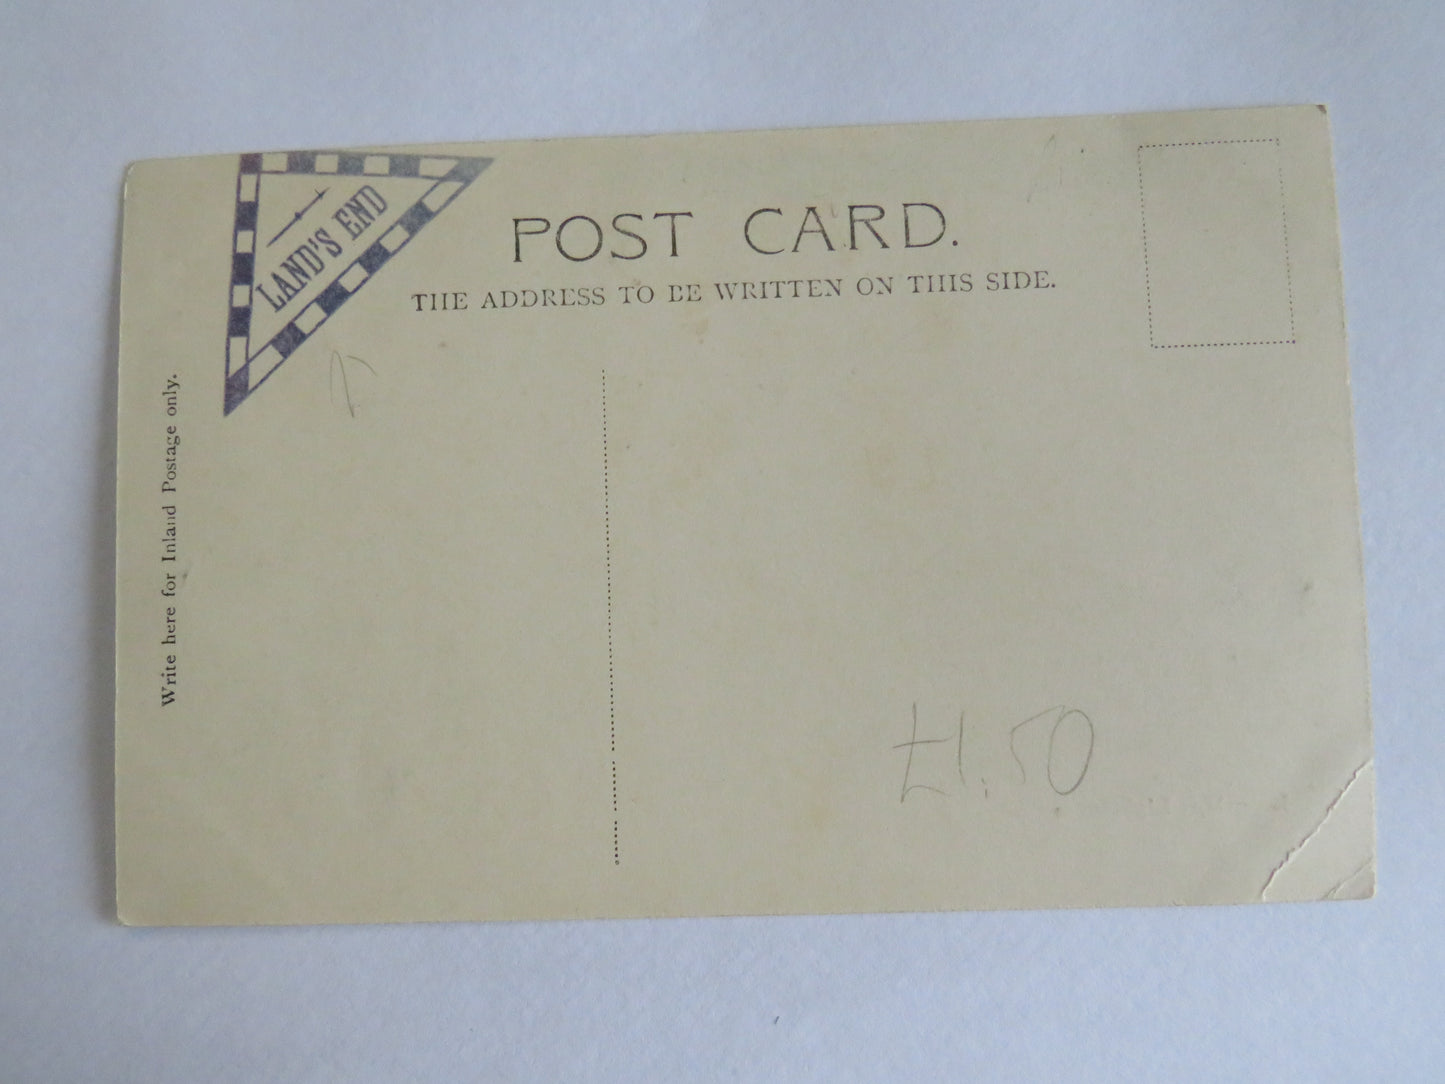 LAND'S END
POST CARD.
THE ADDRESS TO BE WRITTEN ON THIS SIDE.
Write here for Inland Postage only.
£1.50